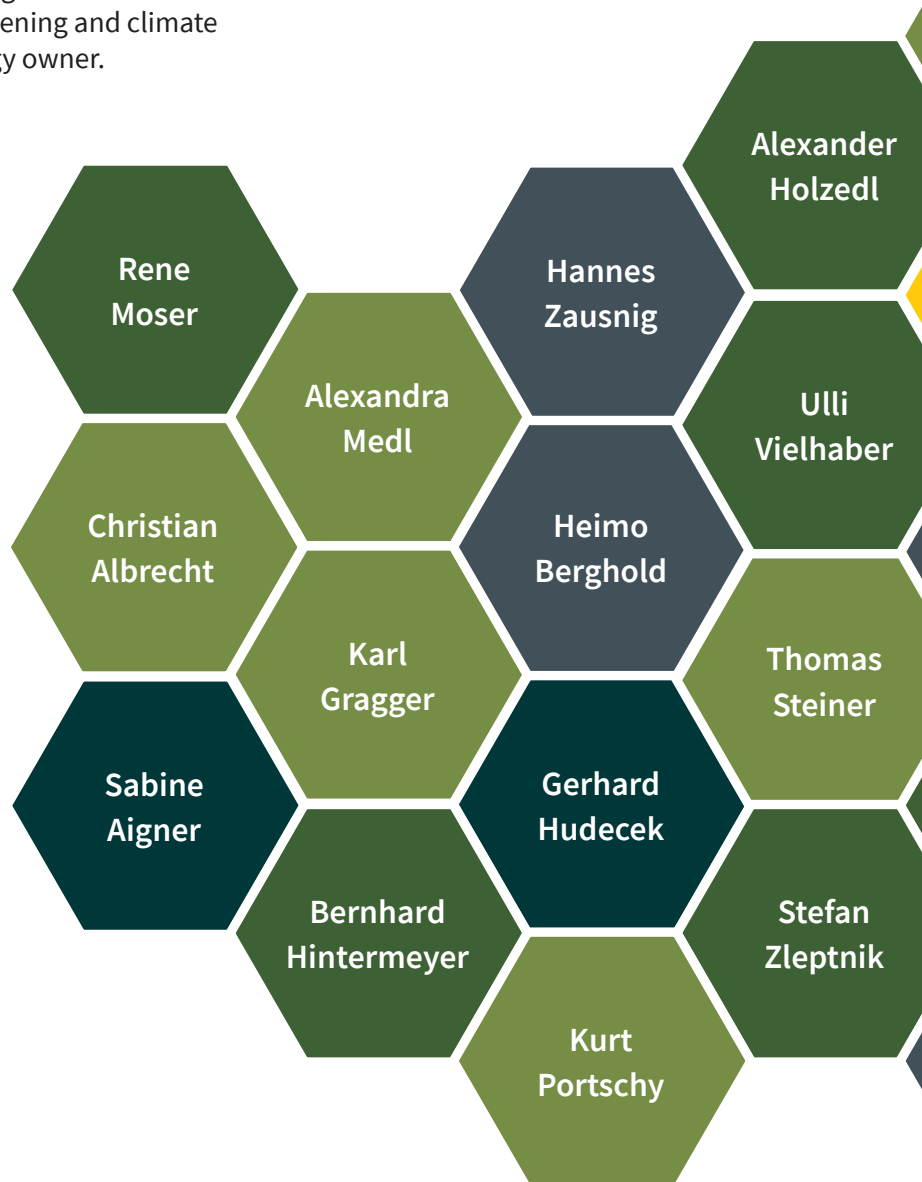 ening and climate
gy owner.
Alexander
Holzedl
Rene
Moser
Hannes
Zausnig
Alexandra
Medl
Ulli
Vielhaber
Christian
Albrecht
Heimo
Berghold
Karl
Gragger
Thomas
Steiner
Sabine
Aigner
Gerhard
Hudecek
Bernhard
Hintermeyer
Stefan
Zleptnik
Kurt
Portschy